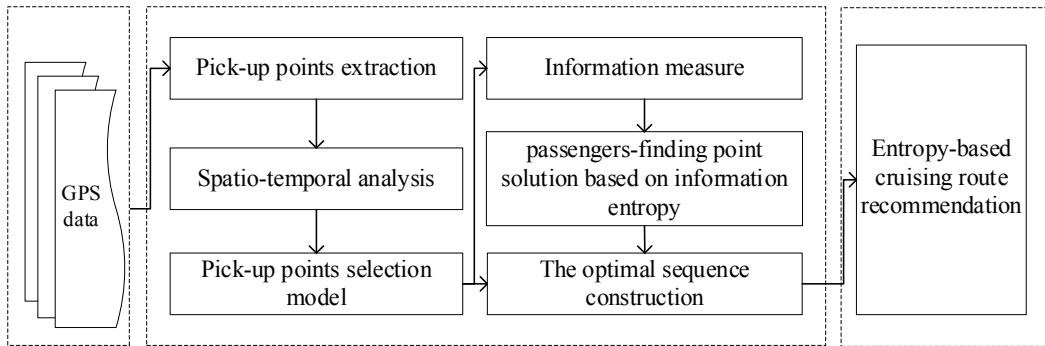 GPS
data
Pick-up points extraction
Spatio-temporal analysis
Pick-up points selection
model
Information measure
passengers-finding point
solution based on information
entropy
The optimal sequence
construction
Entropy-based
cruising route
recommendation